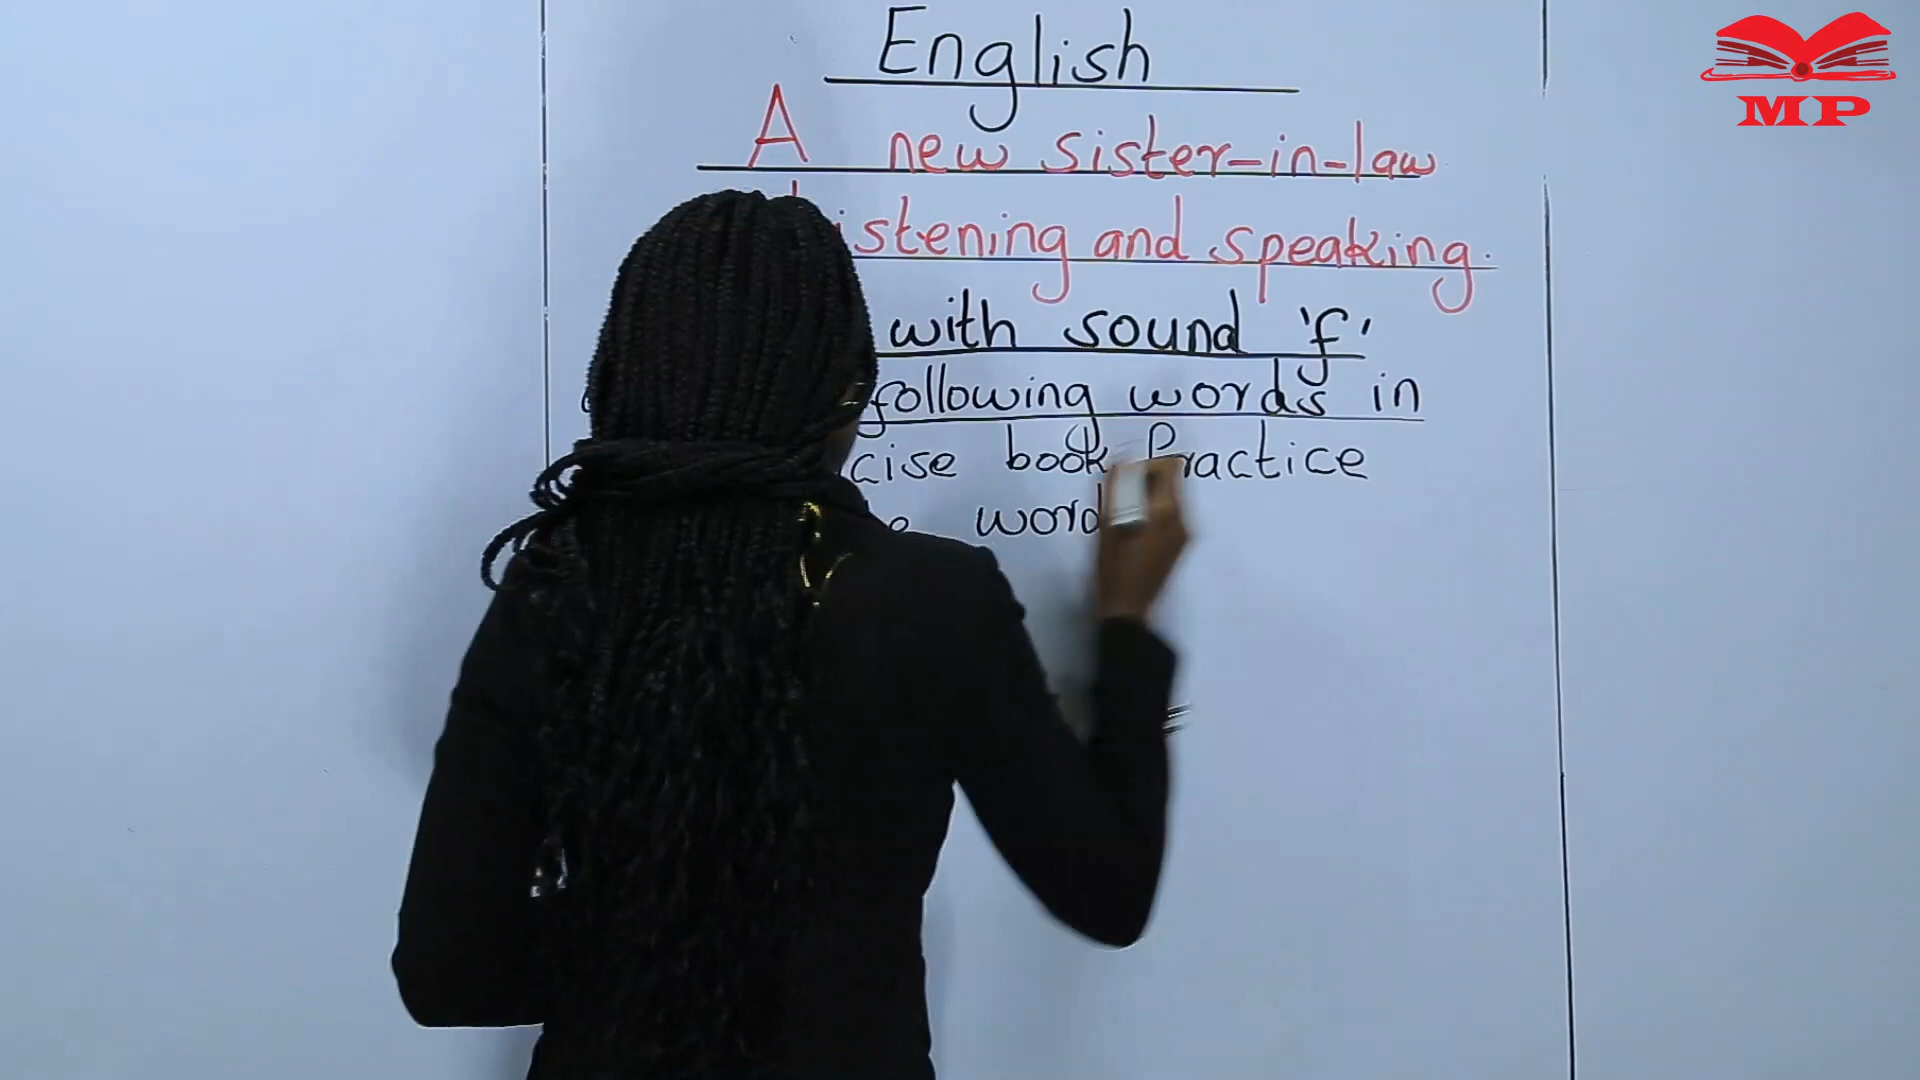 English
A new sister-in-law
istening and speaking.
with sound 'f'
following words in
cise book Practice
word
MP